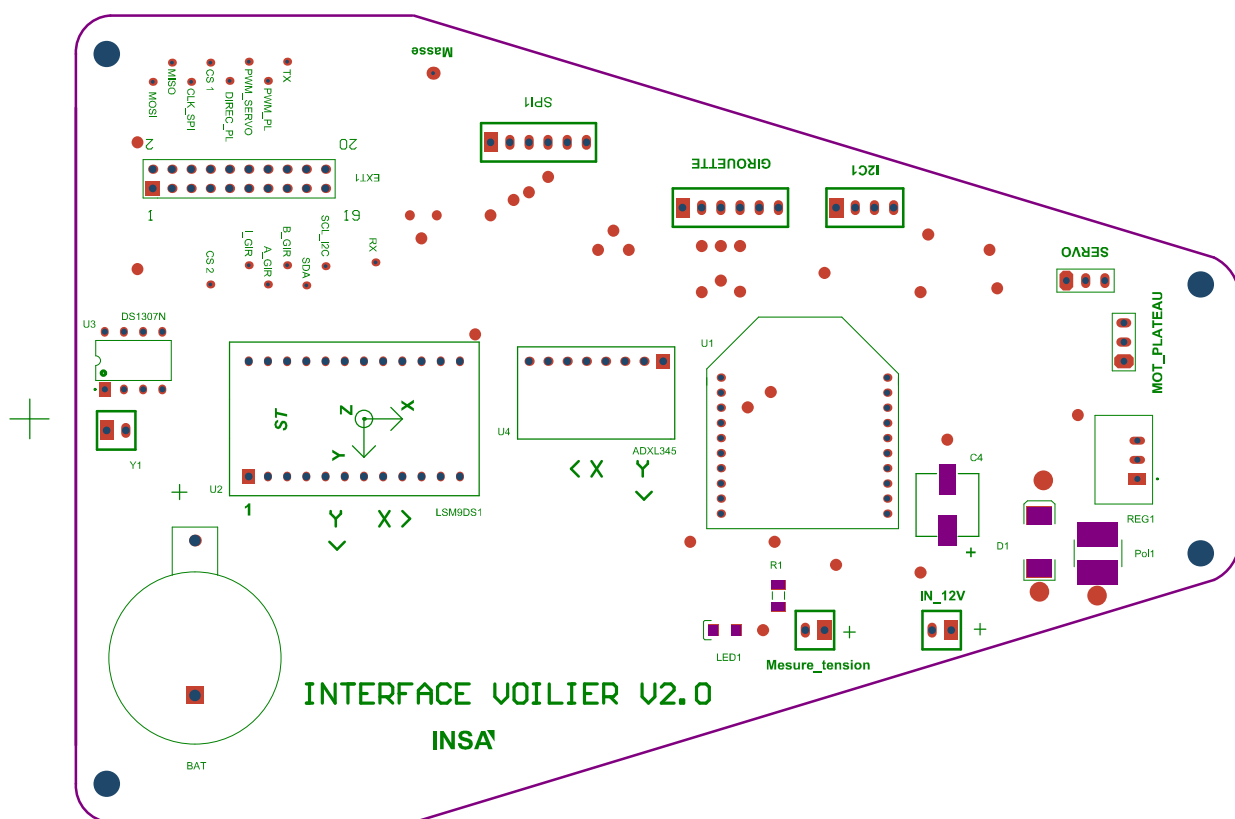 Masse
MOSI
MISO
CLK_SPI
CS 1
DIREC_PL
PWM_SERVO
PWM_PL
TX
SPI1
2
20
EXT1
1
19
GIROUETTE
I2C1
CS 2
I_GIR
A_GIR
B_GIR
SDA
SCL_I2C
RX
SERVO
MOT_PLATEAU
U3
DS1307N
U1
ST
Z
X
Y
U4
ADXL345
< X Y
Y1
U2
1
LSM9DS1
Y X >
+
C4
+
D1
REG1
Pol1
R1
IN_12V
+
+
LED1
Mesure_tension
INTERFACE VOILIER V2.0
INSA
BAT